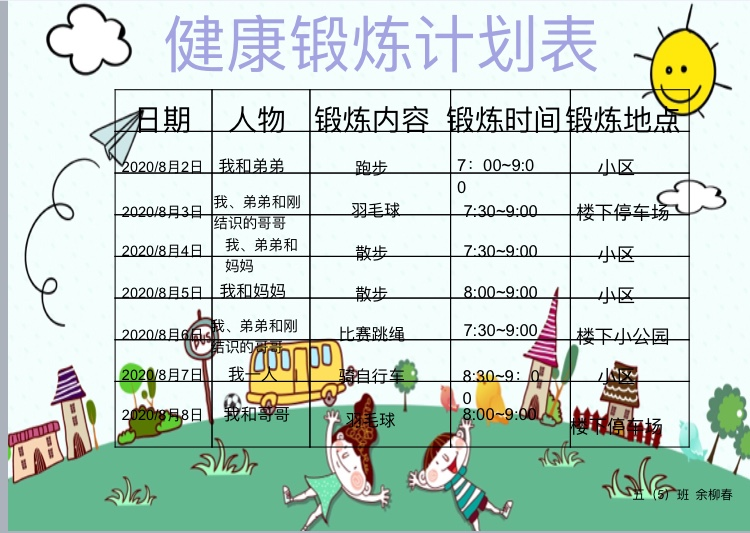 健康锻炼计划表
日期 人物 锻炼内容 锻炼时间 锻炼地点
2020/8月2日 我和弟弟 跑步 7：00~9:00 小区
2020/8月3日 我、弟弟和刚结识的哥哥 羽毛球 7:30~9:00 楼下停车场
2020/8月4日 我、弟弟和妈妈 散步 7:30~9:00 小区
2020/8月5日 我和妈妈 散步 8:00~9:00 小区
2020/8月6日 我、弟弟和刚结识的哥哥 比赛跳绳 7:30~9:00 楼下小公园
2020/8月7日 我一人 骑自行车 8:30~9：00 小区
2020/8月8日 我和哥哥 羽毛球 8:00~9:00 楼下停车场
BUS
五（5）班 余柳春